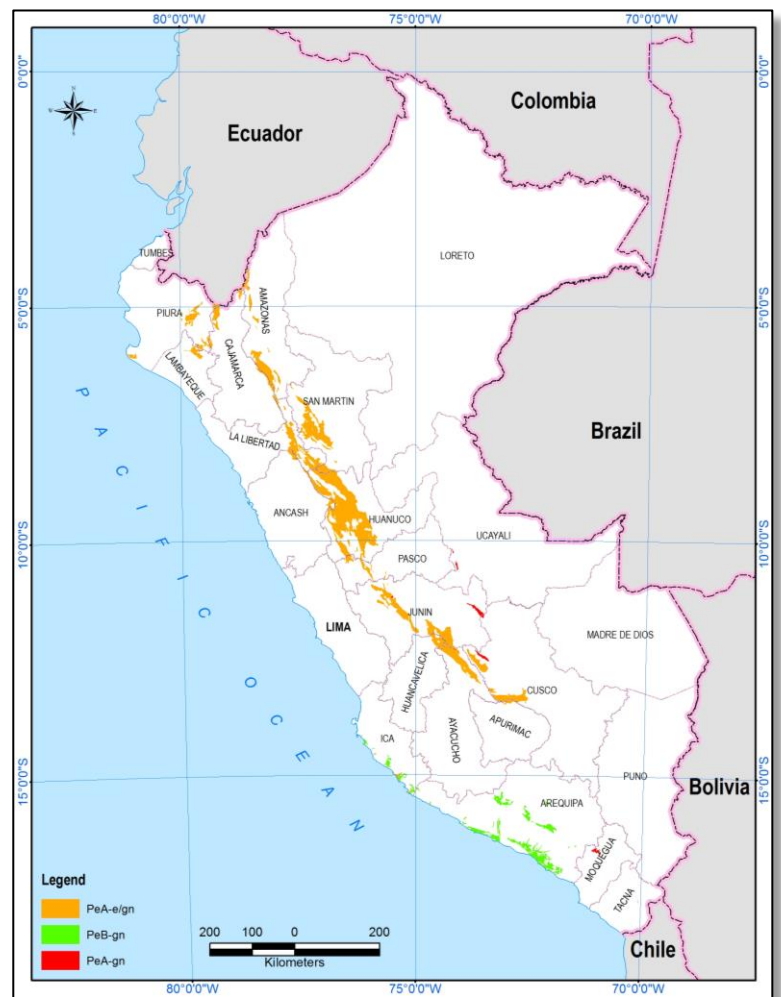 80°0'0"W
75°0'0"W
70°0'0"W
0°0'0"
0°0'0"
Colombia
Ecuador
TUMBES
LORETO
5°0'0"S
5°0'0"S
PIURA
AMAZONAS
LAMBAYEQUE
CAJAMARCA
SAN MARTIN
Brazil
LA LIBERTAD
ANCASH
HUANUCO
UCAYALI
10°0'0"S
10°0'0"S
PASCO
PACIFIC OCEAN
JUNIN
LIMA
MADRE DE DIOS
HUANCAVELICA
CUSCO
ICA
AYACUCHO
APURIMAC
PUNO
15°0'0"S
15°0'0"S
AREQUIPA
Bolivia
MOQUEGUA
TACNA
Legend
PeA-e/gn
PeB-gn
PeA-gn
200 100 0 200
Kilometers
Chile
80°0'0"W
75°0'0"W
70°0'0"W